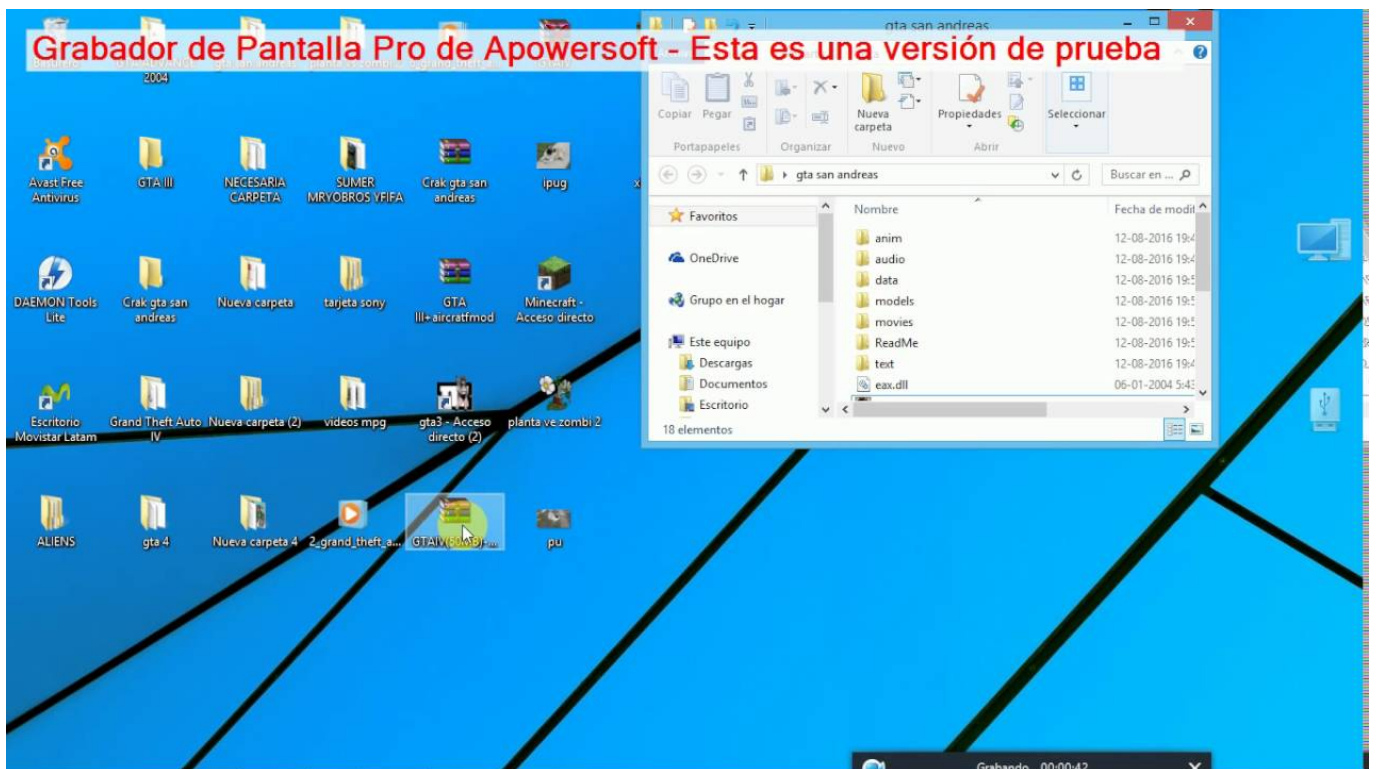 Grabador de Pantalla Pro de Apowersoft - Esta es una versión de prueba
2004
Avast Free
Antivirus
GTA III
NECESARIA
CARPETA
SUMER
MRYOBROS YFIFA
Crak gta san
andreas
ipug
DAEMON Tools
Lite
Crak gta san
andreas
Nueva carpeta
tarjeta sony
GTA
III+aircratfmod
Minecraft -
Acceso directo
Escritorio
Movistar Latam
Grand Theft Auto
IV
Nueva carpeta (2)
videos mpg
gta3 - Acceso
directo (2)
planta ve zombi 2
ALIENS
gta 4
Nueva carpeta 4
2_grand_theft_a...
pu
gta san andreas
Copiar
Pegar
Nueva
carpeta
Propiedades
Seleccionar
Portapapeles
Organizar
Nuevo
Abrir
gta san andreas
Buscar en ...
Favoritos
OneDrive
Grupo en el hogar
Este equipo
Descargas
Documentos
Escritorio
Nombre
Fecha de modif
anim
12-08-2016 19:4
audio
12-08-2016 19:4
data
12-08-2016 19:5
models
12-08-2016 19:5
movies
12-08-2016 19:5
ReadMe
12-08-2016 19:5
text
12-08-2016 19:4
eax.dll
06-01-2004 5:43
18 elementos
Grabando 00:00:42